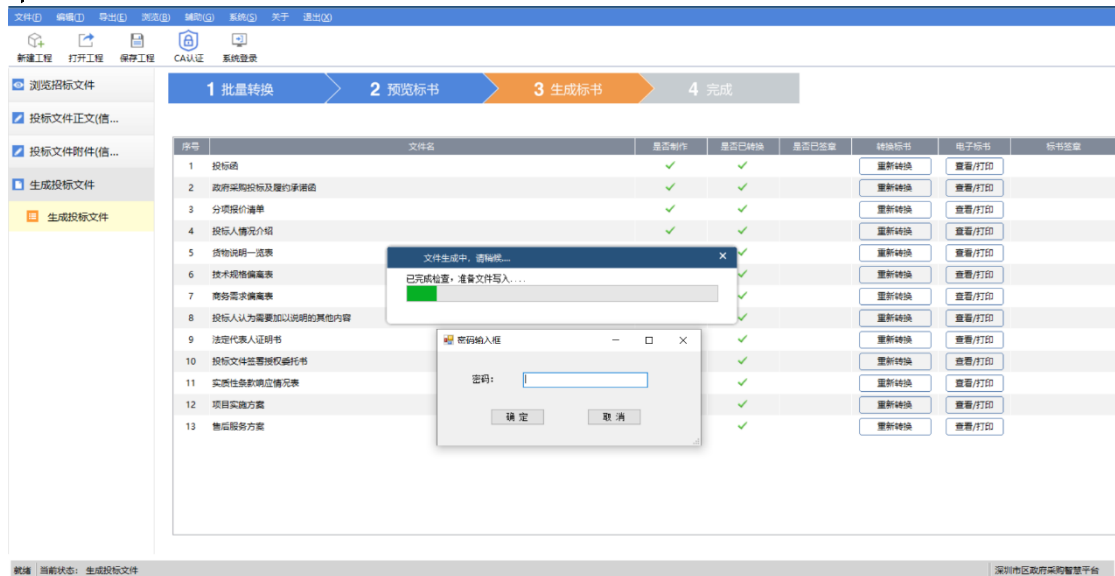 文件(F) 编辑(I) 导出(E) 浏览(B) 辅助(G) 系统(S) 关于 退出(X)
新建工程 打开工程 保存工程 CA认证 系统登录
浏览招标文件
投标文件正文(信...
投标文件附件(信...
生成投标文件
生成投标文件
1 批量转换 2 预览标书 3 生成标书 4 完成
序号 文件名 是否制作 是否已转换 是否已签章 转换标书 电子标书 标书签章
1 投标函 重新转换 查看/打印
2 政府采购投标及履约承诺函 重新转换 查看/打印
3 分项报价清单 重新转换 查看/打印
4 投标人情况介绍 重新转换 查看/打印
5 货物说明一览表 重新转换 查看/打印
6 技术规格偏离表 重新转换 查看/打印
7 商务需求偏离表 重新转换 查看/打印
8 投标人认为需要加以说明的其他内容 重新转换 查看/打印
9 法定代表人证明书 重新转换 查看/打印
10 投标文件签署授权委托书 重新转换 查看/打印
11 实质性条款响应情况表 重新转换 查看/打印
12 项目实施方案 重新转换 查看/打印
13 售后服务方案 重新转换 查看/打印
文件生成中，请稍候....
已完成检查，准备文件写入....
密码输入框
密码：
确 定 取 消
就绪 当前状态： 生成投标文件 深圳市区政府采购智慧平台